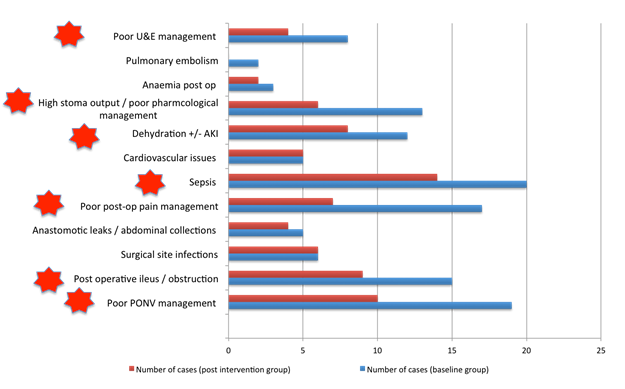 Poor U&E management
Pulmonary embolism
Anaemia post op
High stoma output / poor pharmcological
management
Dehydration +/- AKI
Cardiovascular issues
Sepsis
Poor post-op pain management
Anastomotic leaks / abdominal collections
Surgical site infections
Post operative ileus / obstruction
Poor PONV management
0 5 10 15 20 25
Number of cases (post intervention group) Number of cases (baseline group)